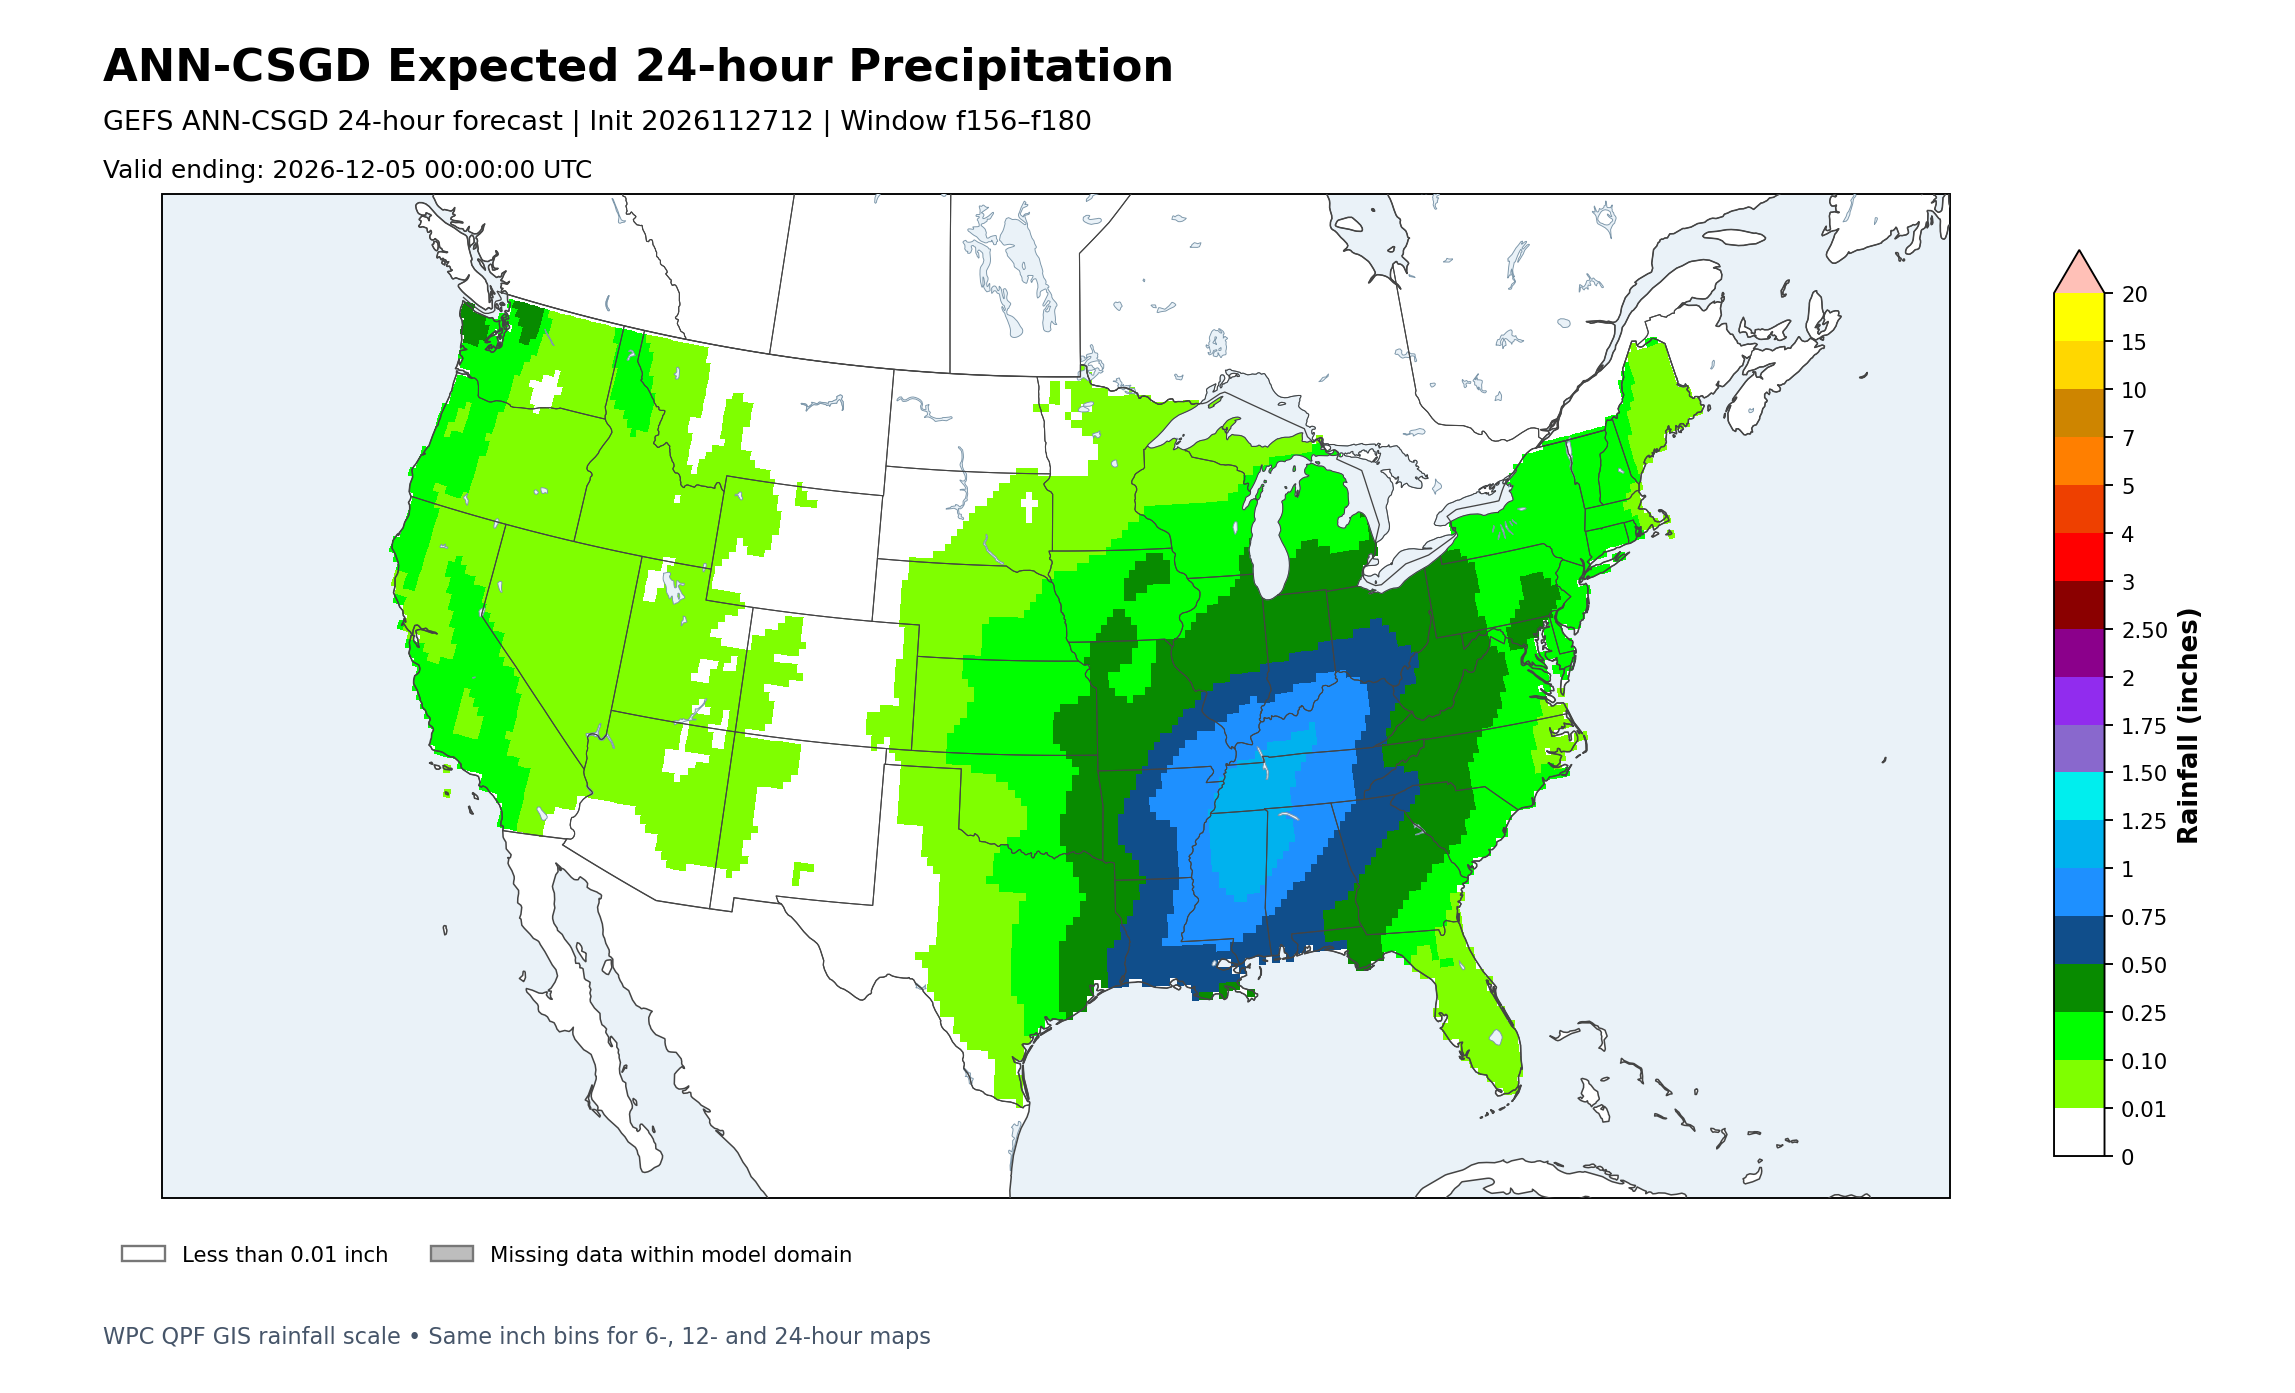 ANN-CSGD Expected 24-hour Precipitation
GEFS ANN-CSGD 24-hour forecast | Init 2026112712 | Window f156–f180
Valid ending: 2026-12-05 00:00:00 UTC
20
15
10
7
5
4
3
2.50
2
1.75
1.50
1.25
1
0.75
0.50
0.25
0.10
0.01
0
Rainfall (inches)
Less than 0.01 inch
Missing data within model domain
WPC QPF GIS rainfall scale • Same inch bins for 6-, 12- and 24-hour maps